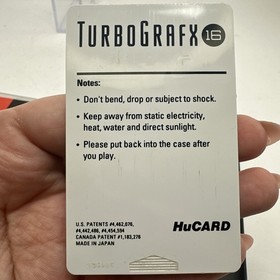 TURBOGRAFX 16
Notes:
• Don't bend, drop or subject to shock.
• Keep away from static electricity,
heat, water and direct sunlight.
• Please put back into the case after
you play.
U.S. PATENTS #4,462,076,
#4,442,486, #4,454,594
CANADA PATENT #1,183,276
MADE IN JAPAN
HuCARD